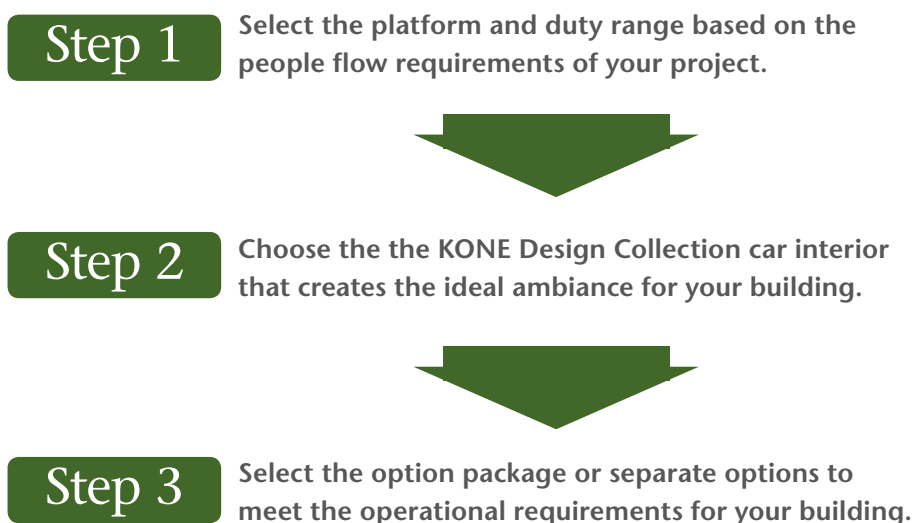 Step 1
Select the platform and duty range based on the
people flow requirements of your project.
Step 2
Choose the the KONE Design Collection car interior
that creates the ideal ambiance for your building.
Step 3
Select the option package or separate options to
meet the operational requirements for your building.